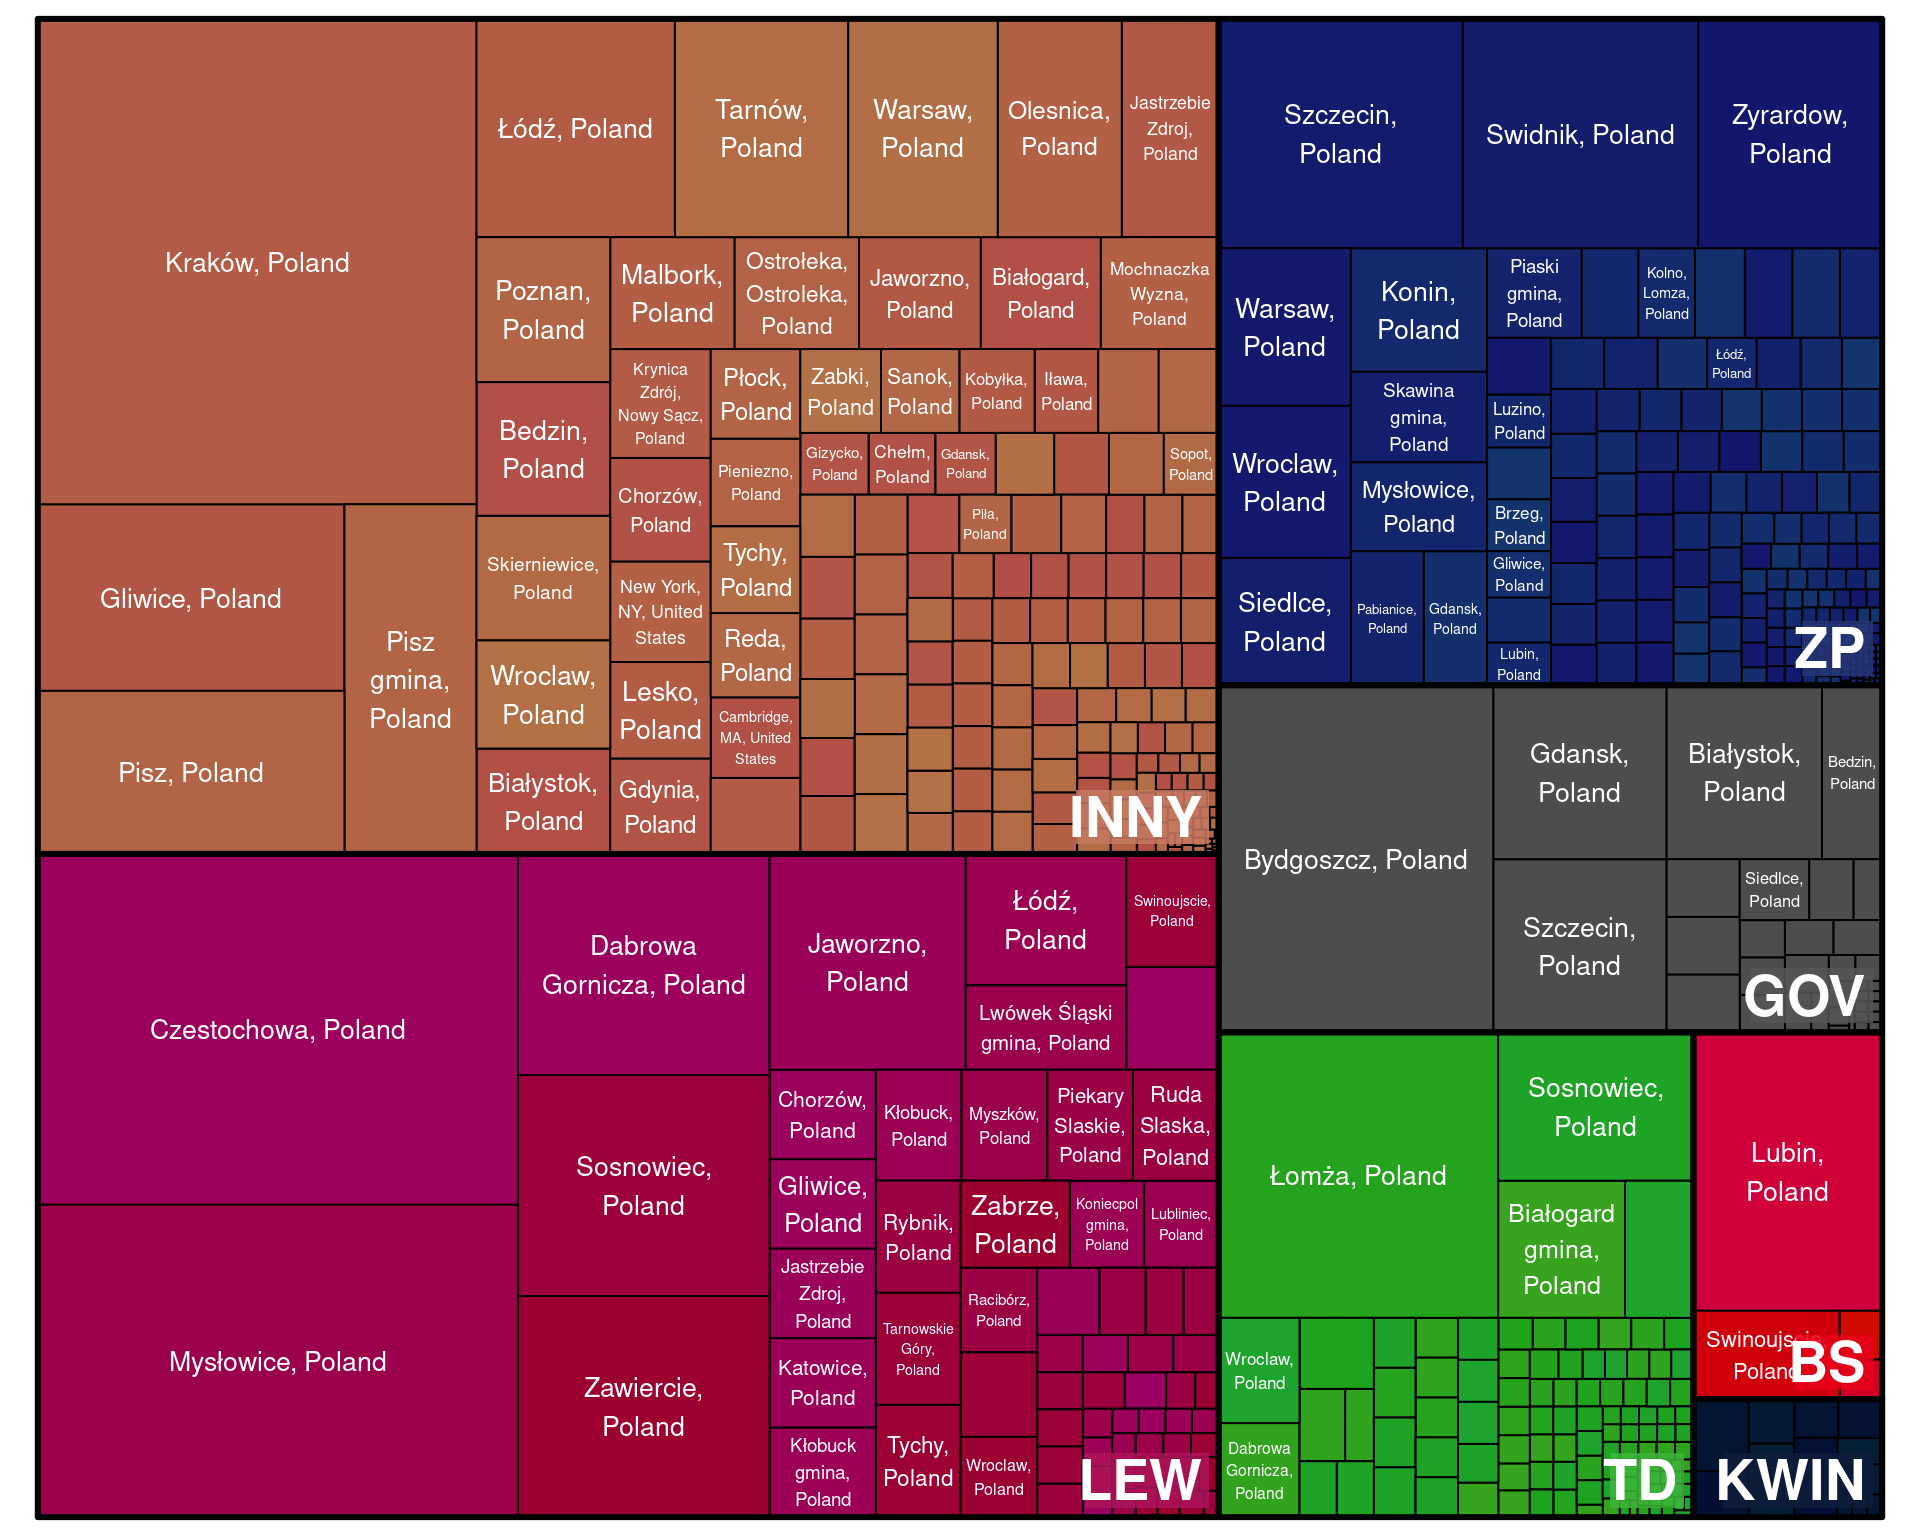 Kraków, Poland
Gliwice, Poland
Pisz, Poland
Pisz
gmina,
Poland
Łódź, Poland
Tarnów,
Poland
Warsaw,
Poland
Olesnica,
Poland
Jastrzebie
Zdroj,
Poland
Poznan,
Poland
Bedzin,
Poland
Skierniewice,
Poland
Wroclaw,
Poland
Białystok,
Poland
Malbork,
Poland
Ostrołeka,
Ostroleka,
Poland
Jaworzno,
Poland
Białogard,
Poland
Mochnaczka
Wyzna,
Poland
Krynica
Zdrój,
Nowy Sącz,
Poland
Chorzów,
Poland
New York,
NY, United
States
Lesko,
Poland
Gdynia,
Poland
Płock,
Poland
Pieniezno,
Poland
Tychy,
Poland
Reda,
Poland
Cambridge,
MA, United
States
Zabki,
Poland
Sanok,
Poland
Kobyłka,
Poland
Iława,
Poland
Gizycko,
Poland
Chełm,
Poland
Gdansk,
Poland
Sopot,
Poland
Piła,
Poland
INNY
Szczecin,
Poland
Swidnik, Poland
Zyrardow,
Poland
Warsaw,
Poland
Wroclaw,
Poland
Siedlce,
Poland
Konin,
Poland
Skawina
gmina,
Poland
Mysłowice,
Poland
Pabianice,
Poland
Gdansk,
Poland
Piaski
gmina,
Poland
Kolno,
Lomza,
Poland
Łódź,
Poland
Luzino,
Poland
Brzeg,
Poland
Gliwice,
Poland
Lubin,
Poland
ZP
Bydgoszcz, Poland
Gdansk,
Poland
Białystok,
Poland
Bedzin,
Poland
Szczecin,
Poland
Siedlce,
Poland
GOV
Czestochowa, Poland
Mysłowice, Poland
Dabrowa
Gornicza, Poland
Sosnowiec,
Poland
Zawiercie,
Poland
Jaworzno,
Poland
Łódź,
Poland
Swinoujscie,
Poland
Lwówek Śląski
gmina, Poland
Chorzów,
Poland
Gliwice,
Poland
Jastrzebie
Zdroj,
Poland
Katowice,
Poland
Kłobuck
gmina,
Poland
Kłobuck,
Poland
Myszków,
Poland
Piekary
Slaskie,
Poland
Ruda
Slaska,
Poland
Rybnik,
Poland
Tarnowskie
Góry,
Poland
Tychy,
Poland
Zabrze,
Poland
Koniecpol
gmina,
Poland
Lubliniec,
Poland
Racibórz,
Poland
Wroclaw,
Poland
LEW
Łomża, Poland
Sosnowiec,
Poland
Białogard
gmina,
Poland
Wroclaw,
Poland
Dabrowa
Gornicza,
Poland
TD
Lubin,
Poland
Swinoujscie
Poland
BS
KWIN